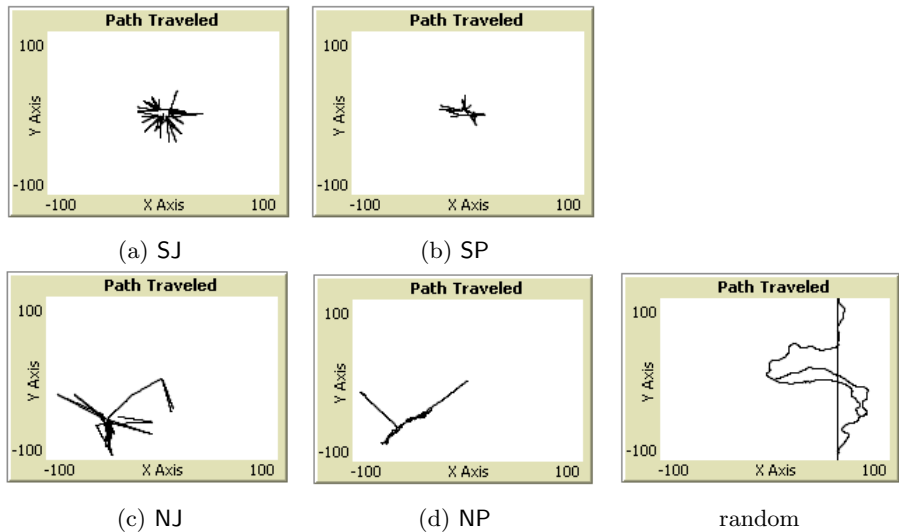 Path Traveled
100
Y Axis
-100
-100 X Axis 100
(a) SJ
Path Traveled
100
Y Axis
-100
-100 X Axis 100
(b) SP
Path Traveled
100
Y Axis
-100
-100 X Axis 100
(c) NJ
Path Traveled
100
Y Axis
-100
-100 X Axis 100
(d) NP
Path Traveled
100
Y Axis
-100
-100 X Axis 100
random